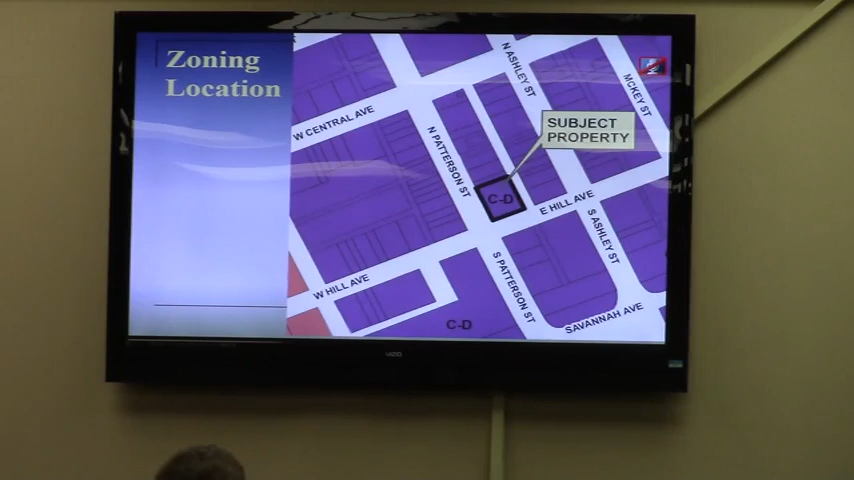 Zoning
Location
W CENTRAL AVE
N ASHLEY ST
MCKEY ST
SUBJECT
PROPERTY
N PATTERSON ST
C-D
E HILL AVE
S ASHLEY ST
W HILL AVE
S PATTERSON ST
C-D
SAVANNAH AVE
VIZIO